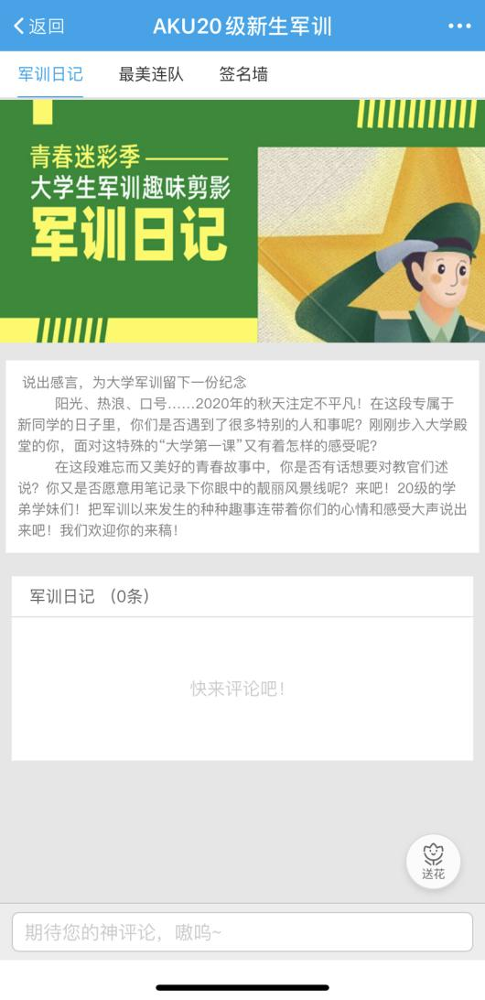 返回
AKU20级新生军训
军训日记
最美连队
签名墙
青春迷彩季
大学生军训趣味剪影
军训日记
说出感言，为大学军训留下一份纪念
阳光、热浪、口号……2020年的秋天注定不平凡！在这段专属于
新同学的日子里，你们是否遇到了很多特别的人和事呢？刚刚步入大学殿
堂的你，面对这特殊的“大学第一课”又有着怎样的感受呢？
在这段难忘而又美好的青春故事中，你是否有话想要对教官们述
说？你又是否愿意用笔记录下你眼中的靓丽风景线呢？来吧！20级的学
弟学妹们！把军训以来发生的种种趣事连带着你们的心情和感受大声说出
来吧！我们欢迎你的来稿！
军训日记 （0条）
快来评论吧！
送花
期待您的神评论，嗷呜~